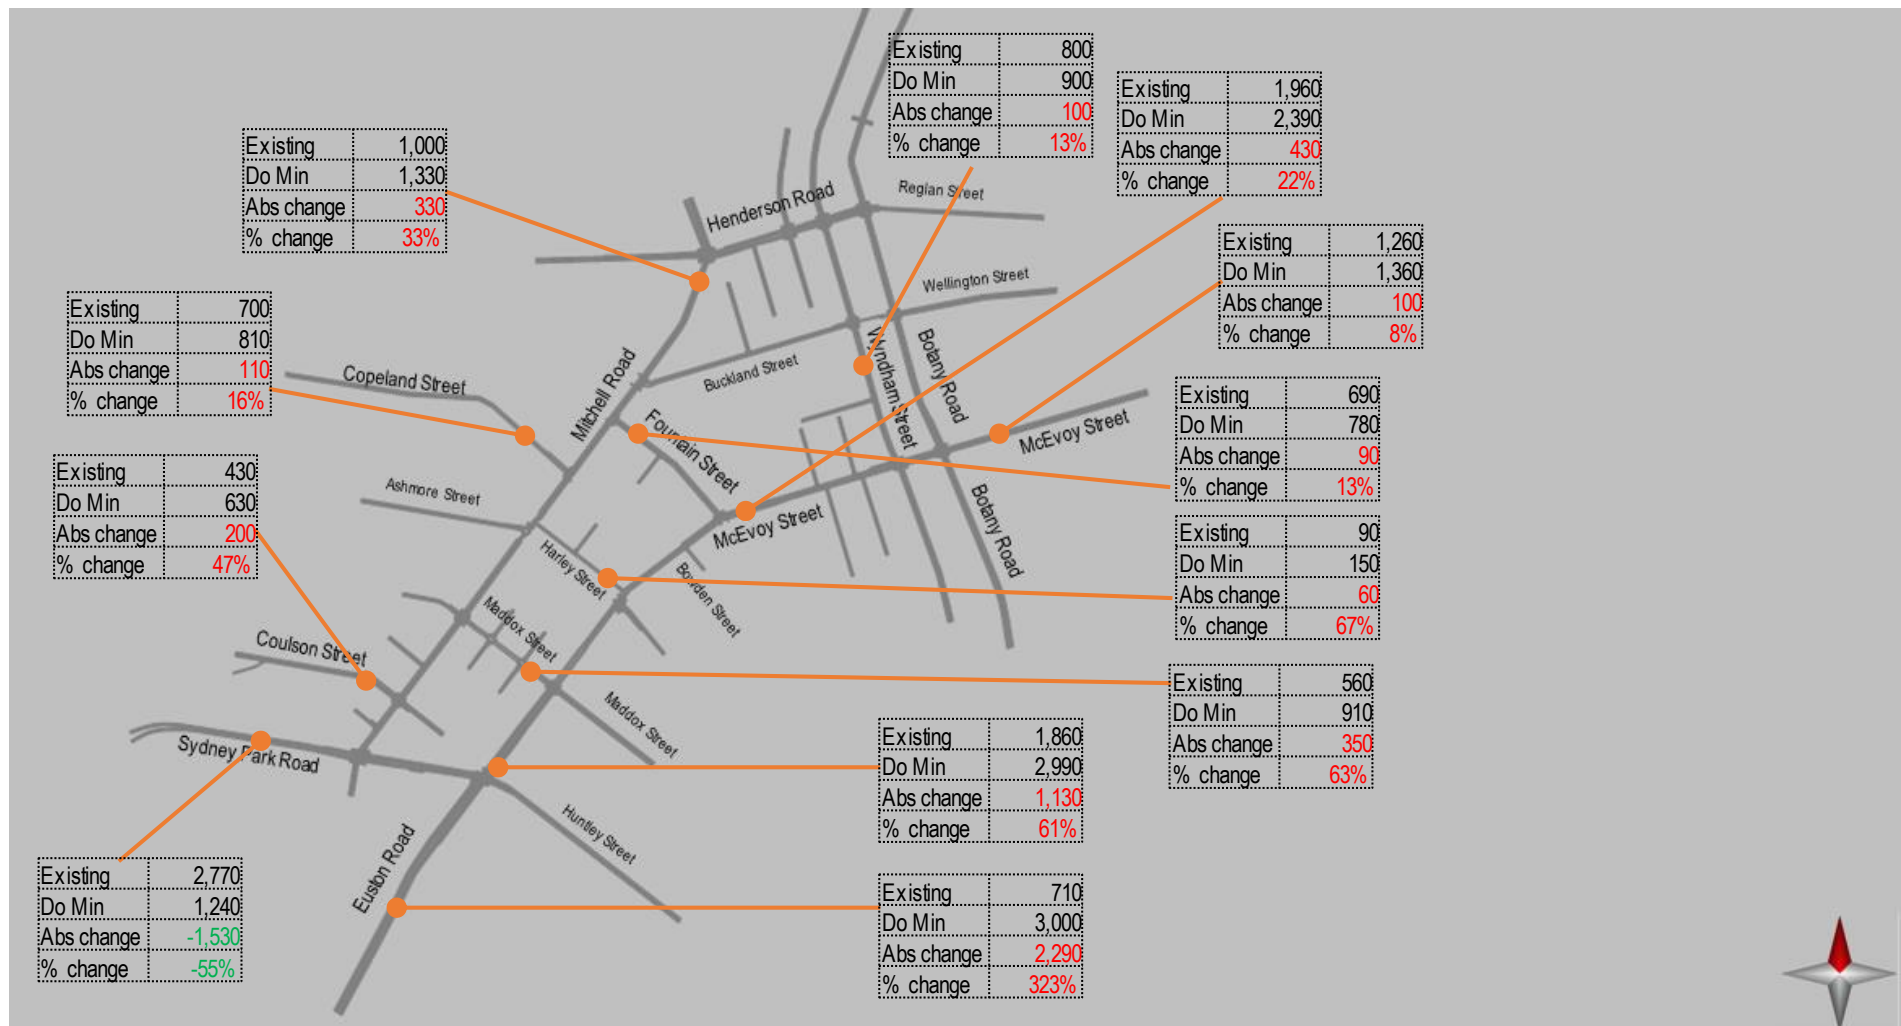 Existing 800
Do Min 900
Abs change 100
% change 13%
Existing 1,960
Do Min 2,390
Abs change 430
% change 22%
Existing 1,000
Do Min 1,330
Abs change 330
% change 33%
Henderson Road
Reglan Street
Existing 1,260
Do Min 1,360
Abs change 100
% change 8%
Wellington Street
Existing 700
Do Min 810
Abs change 110
% change 16%
Copeland Street
Mitchell Road
Buckland Street
Wyndham Street
Botany Road
Fountain Street
McEvoy Street
Existing 690
Do Min 780
Abs change 90
% change 13%
Existing 430
Do Min 630
Abs change 200
% change 47%
Ashmore Street
McEvoy Street
Botany Road
Harley Street
Bowden Street
Existing 90
Do Min 150
Abs change 60
% change 67%
Maddox Street
Coulson Street
Maddox Street
Existing 560
Do Min 910
Abs change 350
% change 63%
Sydney Park Road
Existing 1,860
Do Min 2,990
Abs change 1,130
% change 61%
Huntley Street
Euston Road
Existing 2,770
Do Min 1,240
Abs change -1,530
% change -55%
Existing 710
Do Min 3,000
Abs change 2,290
% change 323%